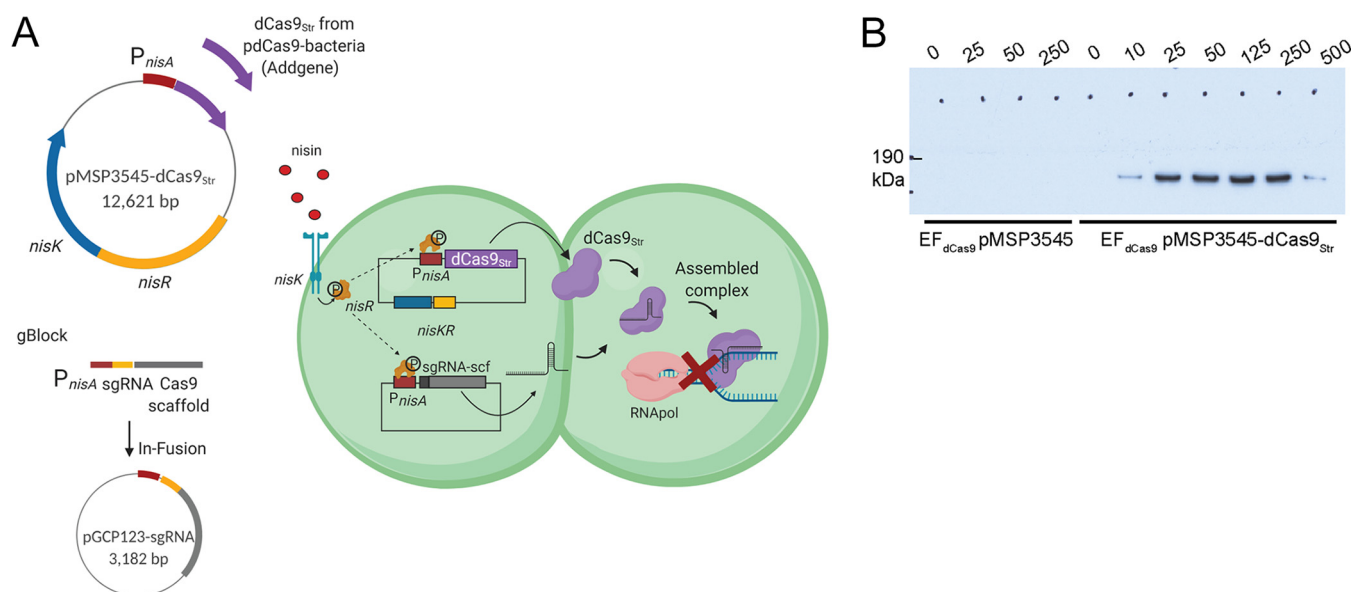 A
dCas9Str from
pdCas9-bacteria
(Addgene)
PnisA
pMSP3545-dCas9Str
12,621 bp
nisK
nisR
gBlock
PnisA sgRNA Cas9
scaffold
In-Fusion
pGCP123-sgRNA
3,182 bp
nisin
nisK
P
nisR
P
PnisA
dCas9Str
nisKR
P
sgRNA-scf
PnisA
dCas9Str
Assembled
complex
RNApol
B
0 25 50 250 0 10 25 50 125 250 500
190
kDa
EFdCas9 pMSP3545
EFdCas9 pMSP3545-dCas9Str